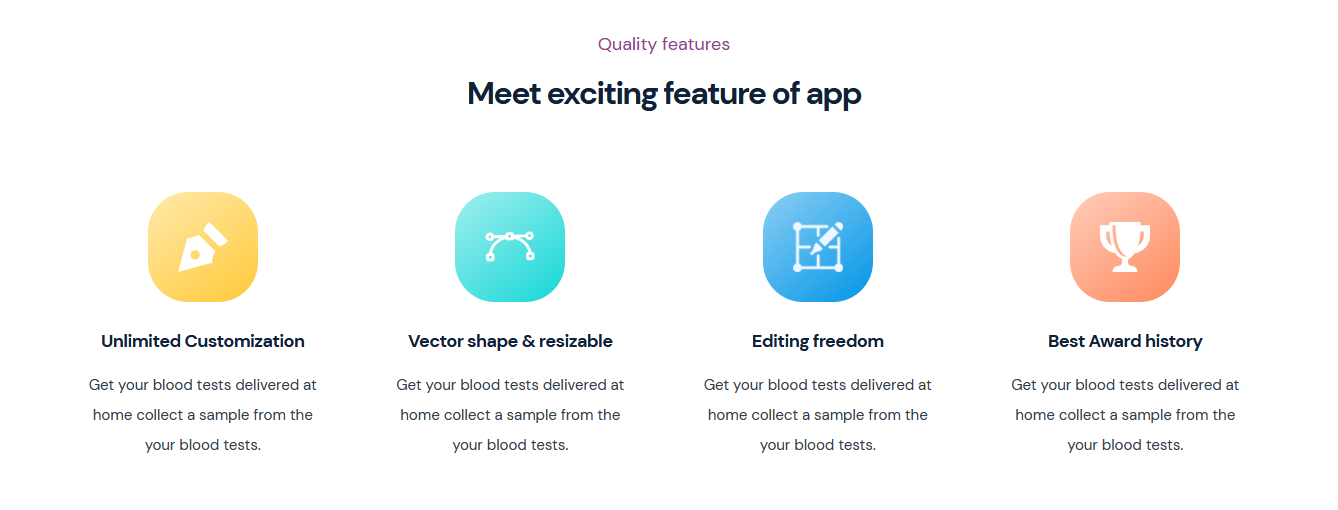 Quality features
Meet exciting feature of app
Unlimited Customization
Get your blood tests delivered at
home collect a sample from the
your blood tests.
Vector shape & resizable
Get your blood tests delivered at
home collect a sample from the
your blood tests.
Editing freedom
Get your blood tests delivered at
home collect a sample from the
your blood tests.
Best Award history
Get your blood tests delivered at
home collect a sample from the
your blood tests.